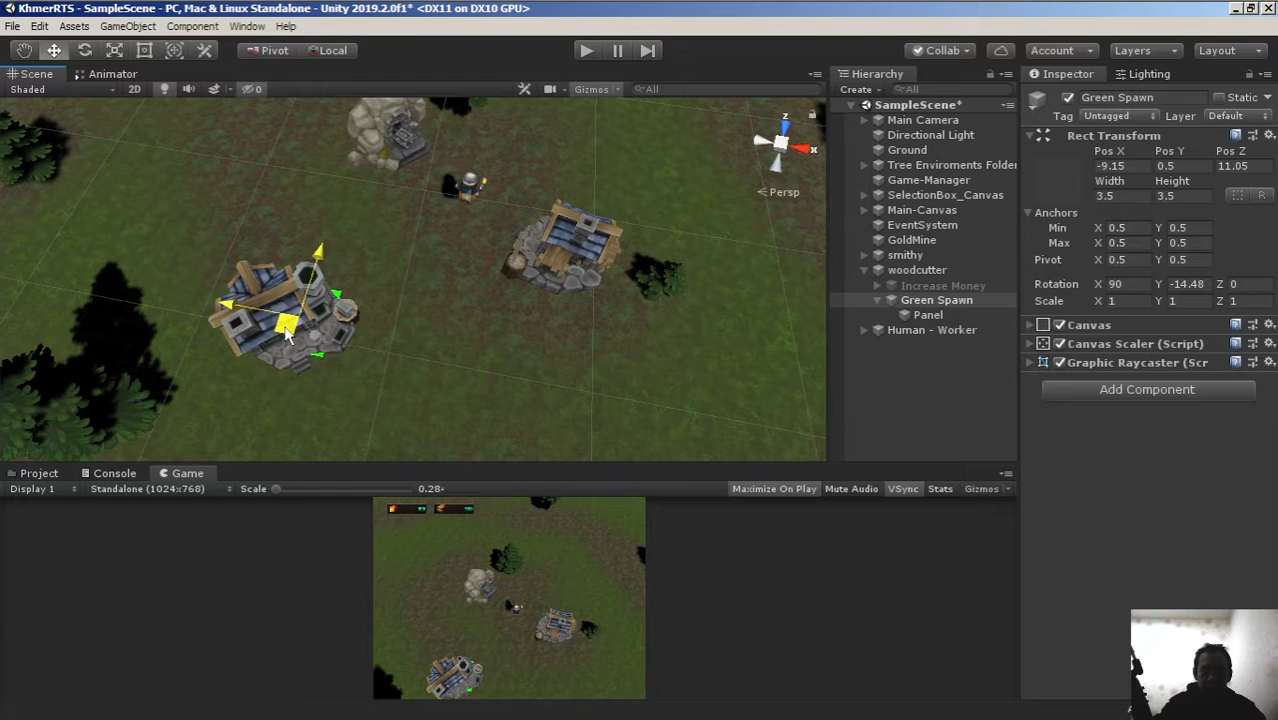 KhmerRTS - SampleScene - PC, Mac & Linux Standalone - Unity 2019.2.0f1* <DX11 on DX10 GPU>
File Edit Assets GameObject Component Window Help
Pivot Local Collab Account Layers Layout
Scene Animator
Shaded 2D 0 Gizmos All
z
x
Persp
Hierarchy
Create All
SampleScene*
Main Camera
Directional Light
Ground
Tree Enviroments Folder
Game-Manager
SelectionBox_Canvas
Main-Canvas
EventSystem
GoldMine
smithy
woodcutter
Increase Money
Green Spawn
Panel
Human - Worker
Inspector Lighting
Green Spawn Static
Tag Untagged Layer Default
Rect Transform
Pos X Pos Y Pos Z
-9.15 0.5 11.05
Width Height
3.5 3.5 R
Anchors
Min X 0.5 Y 0.5
Max X 0.5 Y 0.5
Pivot X 0.5 Y 0.5
Rotation X 90 Y -14.48 Z 0
Scale X 1 Y 1 Z 1
Canvas
Canvas Scaler (Script)
Graphic Raycaster (Scr
Add Component
Project Console Game
Display 1 Standalone (1024x768) Scale 0.28x Maximize On Play Mute Audio VSync Stats Gizmos